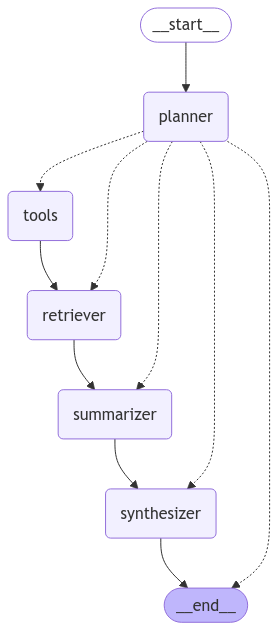 __start__
planner
tools
retriever
summarizer
synthesizer
__end__